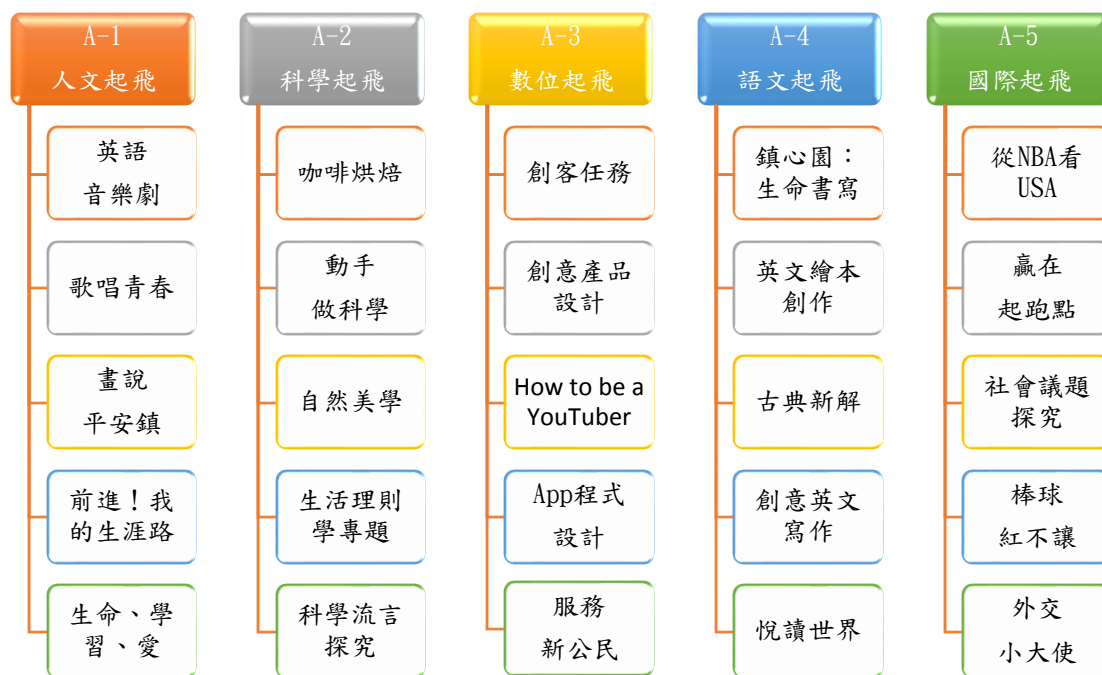 A-1
人文起飛
英語
音樂劇
歌唱青春
畫說
平安鎮
前進！我
的生涯路
生命、學
習、愛
A-2
科學起飛
咖啡烘焙
動手
做科學
自然美學
生活理則
學專題
科學流言
探究
A-3
數位起飛
創客任務
創意產品
設計
How to be a
YouTuber
App程式
設計
服務
新公民
A-4
語文起飛
鎮心園：
生命書寫
英文繪本
創作
古典新解
創意英文
寫作
悅讀世界
A-5
國際起飛
從NBA看
USA
贏在
起跑點
社會議題
探究
棒球
紅不讓
外交
小大使